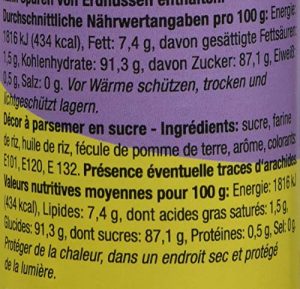 von Erdnüssen enthalten.
Durchschnittliche Nährwertangaben pro 100 g: Energie:
1816 kJ (434 kcal), Fett: 7,4 g, davon gesättigte Fettsäuren:
1,5 g, Kohlenhydrate: 91,3 g, davon Zucker: 87,1 g, Eiweiß:
0,5 g, Salz: 0 g. Vor Wärme schützen, trocken und
lichtgeschützt lagern.
Décor à parsemer en sucre - Ingrédients: sucre, farine
de riz, huile de riz, fécule de pomme de terre, arôme, colorants:
E101, E120, E 132. Présence éventuelle traces d'arachides.
Valeurs nutritives moyennes pour 100 g: Energie: 1816 kJ
(434 kcal), Lipides: 7,4 g, dont acides gras saturés: 1,5 g,
Glucides: 91,3 g, dont sucres: 87,1 g, Protéines: 0,5 g, Sel: 0 g.
Protéger de la chaleur, dans un endroit sec et protégé
de la lumière.